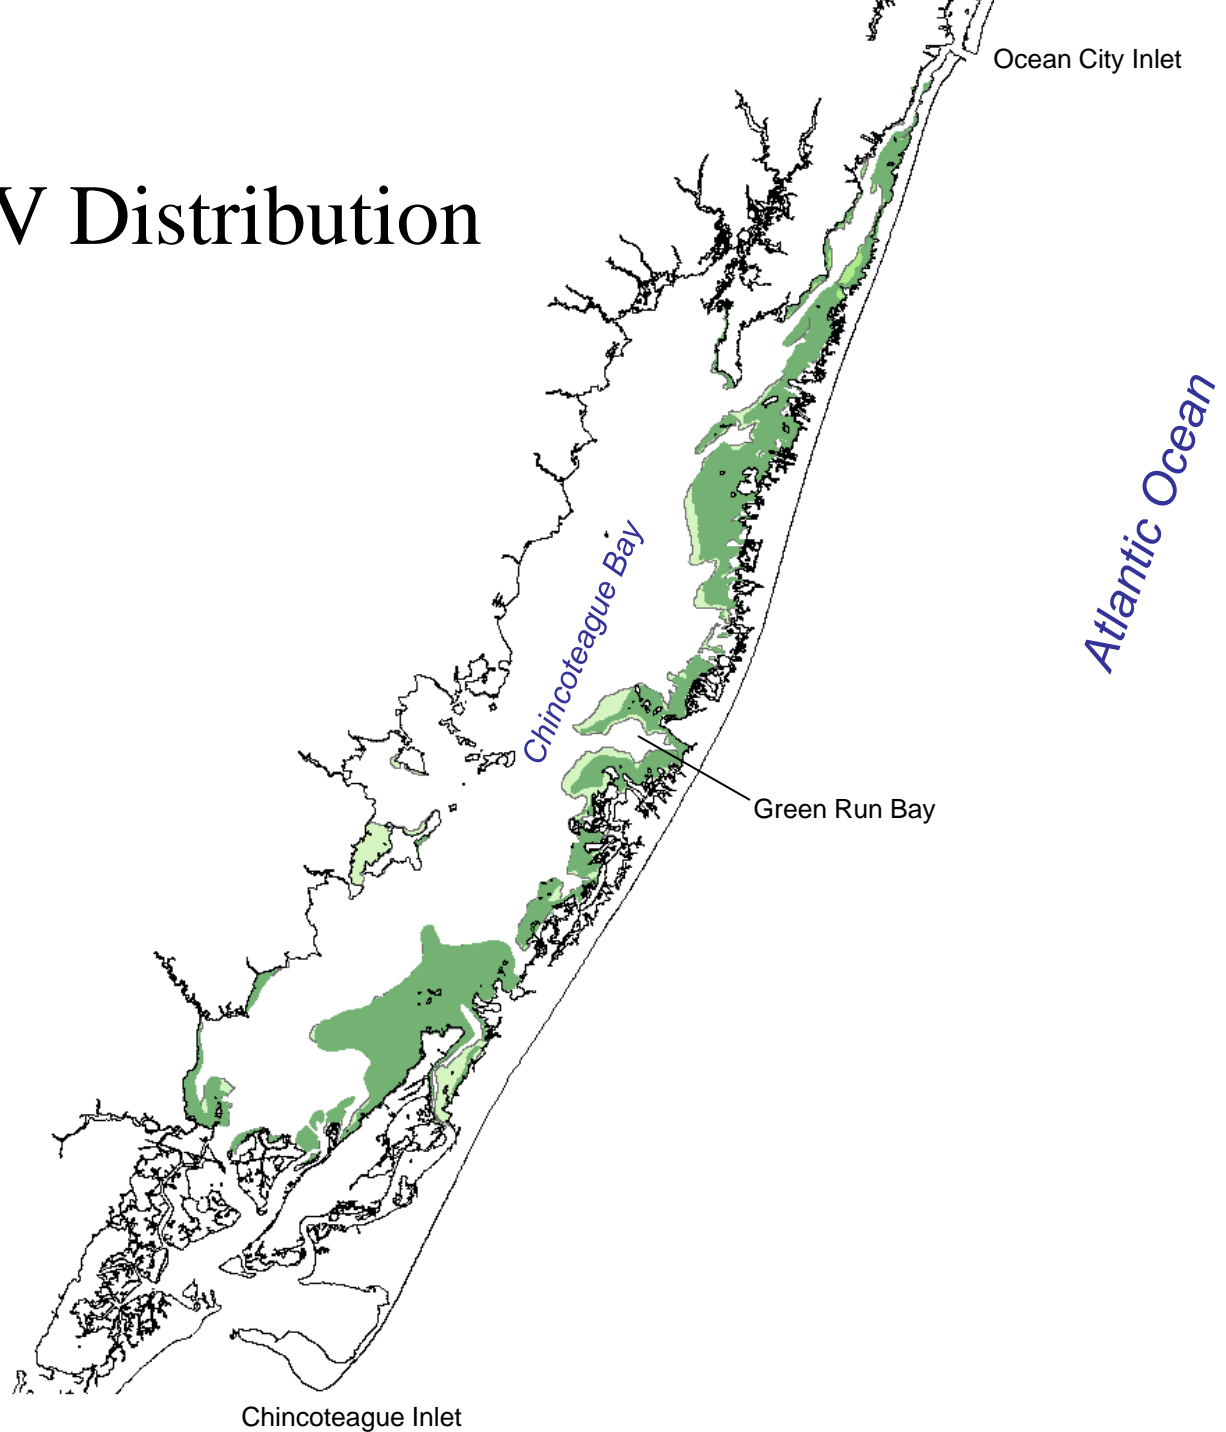 Ocean City Inlet
V Distribution
Atlantic Ocean
Chincoteague Bay
Green Run Bay
Chincoteague Inlet